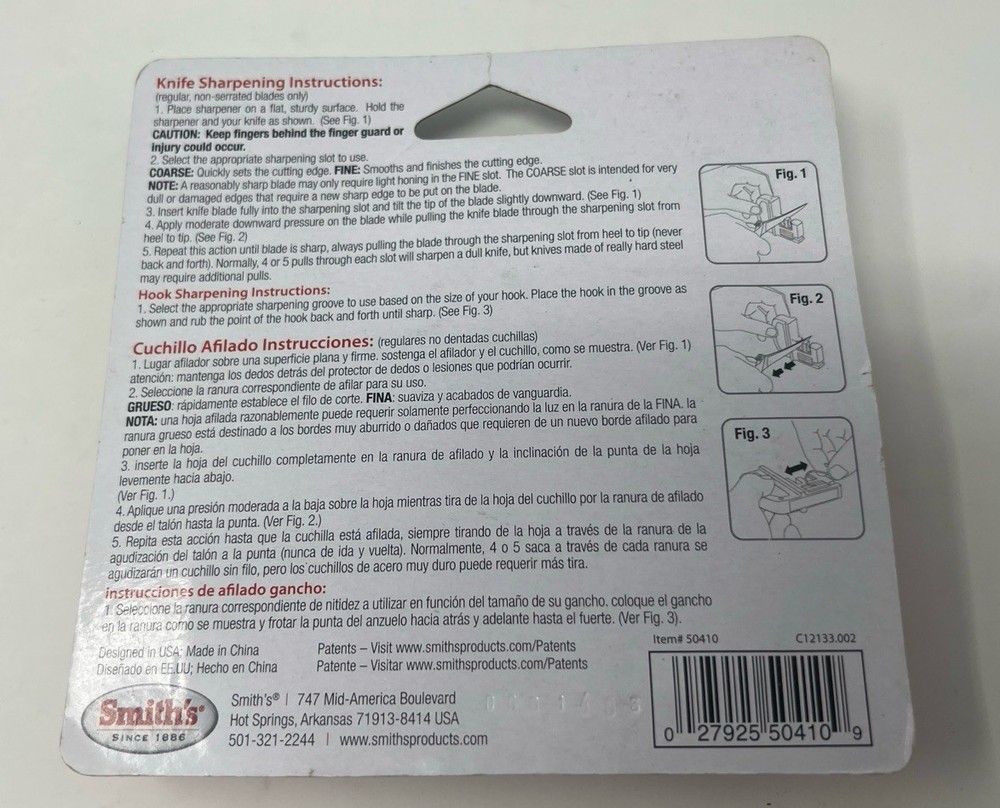 Knife Sharpening Instructions:
(regular, non-serrated blades only)
1. Place sharpener on a flat, sturdy surface. Hold the
sharpener and your knife as shown. (See Fig. 1)
CAUTION: Keep fingers behind the finger guard or
injury could occur.
2. Select the appropriate sharpening slot to use.
COARSE: Quickly sets the cutting edge. FINE: Smooths and finishes the cutting edge.
NOTE: A reasonably sharp blade may only require light honing in the FINE slot. The COARSE slot is intended for very
dull or damaged edges that require a new sharp edge to be put on the blade.
3. Insert knife blade fully into the sharpening slot and tilt the tip of the blade slightly downward. (See Fig. 1)
4. Apply moderate downward pressure on the blade while pulling the knife blade through the sharpening slot from
heel to tip. (See Fig. 2)
5. Repeat this action until blade is sharp, always pulling the blade through the sharpening slot from heel to tip (never
back and forth). Normally, 4 or 5 pulls through each slot will sharpen a dull knife, but knives made of really hard steel
may require additional pulls.
Hook Sharpening Instructions:
1. Select the appropriate sharpening groove to use based on the size of your hook. Place the hook in the groove as
shown and rub the point of the hook back and forth until sharp. (See Fig. 3)
Cuchillo Afilado Instrucciones: (regulares no dentadas cuchillas)
1. Lugar afilador sobre una superficie plana y firme. sostenga el afilador y el cuchillo, como se muestra. (Ver Fig. 1)
atención: mantenga los dedos detrás del protector de dedos o lesiones que podrían ocurrir.
2. Seleccione la ranura correspondiente de afilar para su uso.
GRUESO: rápidamente establece el filo de corte. FINA: suaviza y acabados de vanguardia.
NOTA: una hoja afilada razonablemente puede requerir solamente perfeccionando la luz en la ranura de la FINA. la
ranura grueso está destinado a los bordes muy aburrido o dañados que requieren de un nuevo borde afilado para
poner en la hoja.
3. inserte la hoja del cuchillo completamente en la ranura de afilado y la inclinación de la punta de la hoja
levemente hacia abajo.
(Ver Fig. 1.)
4. Aplique una presión moderada a la baja sobre la hoja mientras tira de la hoja del cuchillo por la ranura de afilado
desde el talón hasta la punta. (Ver Fig. 2.)
5. Repita esta acción hasta que la cuchilla está afilada, siempre tirando de la hoja a través de la ranura de la
agudización del talón a la punta (nunca de ida y vuelta). Normalmente, 4 o 5 saca a través de cada ranura se
agudizarán un cuchillo sin filo, pero los cuchillos de acero muy duro puede requerir más tira.
instrucciones de afilado gancho:
1. Seleccione la ranura correspondiente de nitidez a utilizar en función del tamaño de su gancho. coloque el gancho
en la ranura como se muestra y frotar la punta del anzuelo hacia atrás y adelante hasta el fuerte. (Ver Fig. 3).
Fig. 1
Fig. 2
Fig. 3
Designed in USA; Made in China
Diseñado en EE.UU; Hecho en China
Patents – Visit www.smithsproducts.com/Patents
Patente – Visitar www.smithsproducts.com/Patents
Item# 50410
C12133.002
Smith's®
SINCE 1886
Smith's® | 747 Mid-America Boulevard
Hot Springs, Arkansas 71913-8414 USA
501-321-2244 | www.smithsproducts.com
0 27925 50410 9